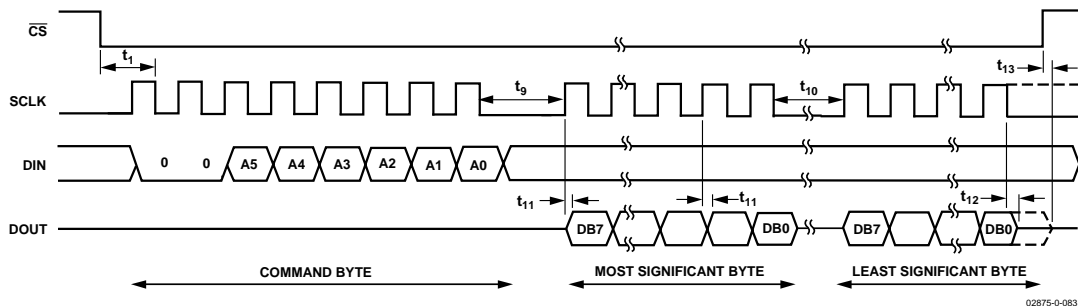 CS
t1
t13
SCLK
t9
t10
DIN
0 0 A5 A4 A3 A2 A1 A0
t11
t11
t12
DOUT
DB7 DB0 DB7 DB0
COMMAND BYTE MOST SIGNIFICANT BYTE LEAST SIGNIFICANT BYTE
02875-0-083